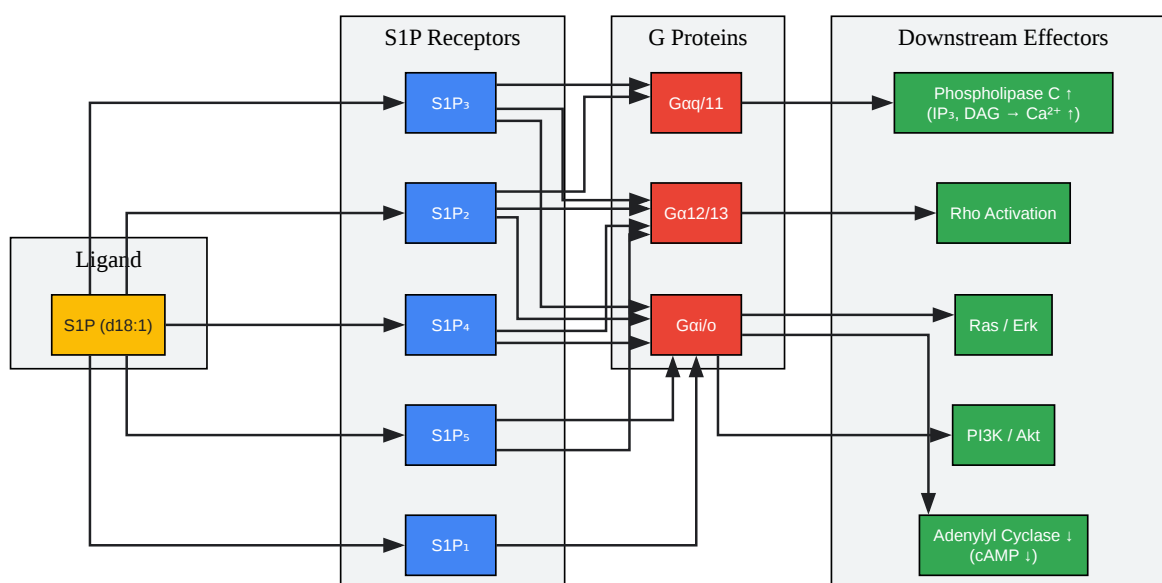 S1P Receptors
G Proteins
Downstream Effectors
S1P₃
Gαq/11
Phospholipase C ↑
(IP₃, DAG → Ca²⁺ ↑)
S1P₂
Gα12/13
Rho Activation
Ligand
S1P (d18:1)
S1P₄
Gαi/o
Ras / Erk
S1P₅
PI3K / Akt
S1P₁
Adenylyl Cyclase ↓
(cAMP ↓)